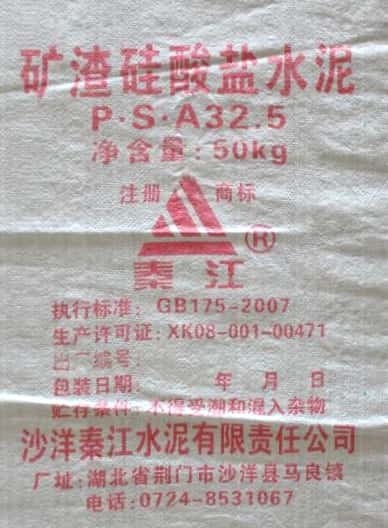 矿渣硅酸盐水泥
P·S·A32.5
净含量:50kg
注册 商标
®
秦江
执行标准: GB175-2007
生产许可证: XK08-001-00471
出厂编号:
包装日期: 年 月 日
贮存条件: 不得受潮和混入杂物
沙洋秦江水泥有限责任公司
厂址:湖北省荆门市沙洋县马良镇
电话:0724-8531067